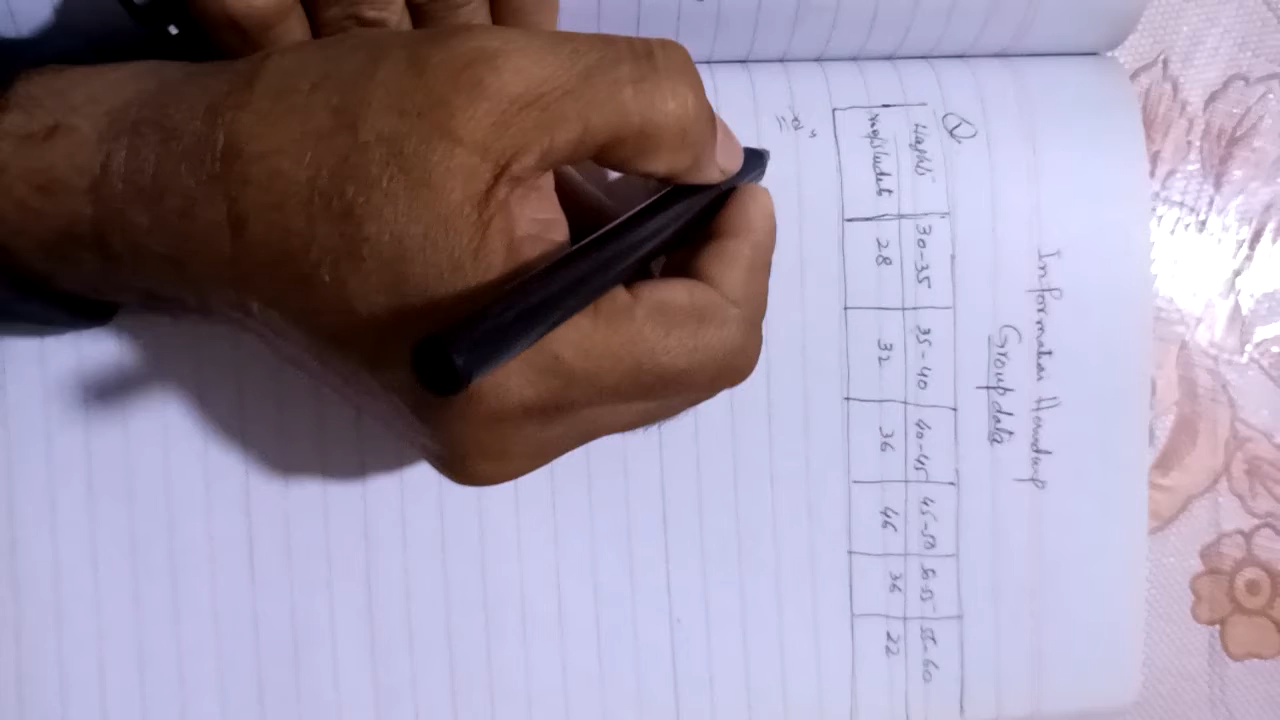 Information Handling
Group data
Q
Heights 30-35 35-40 40-45 45-50 50-55 55-60
No of Students 28 32 36 46 36 22